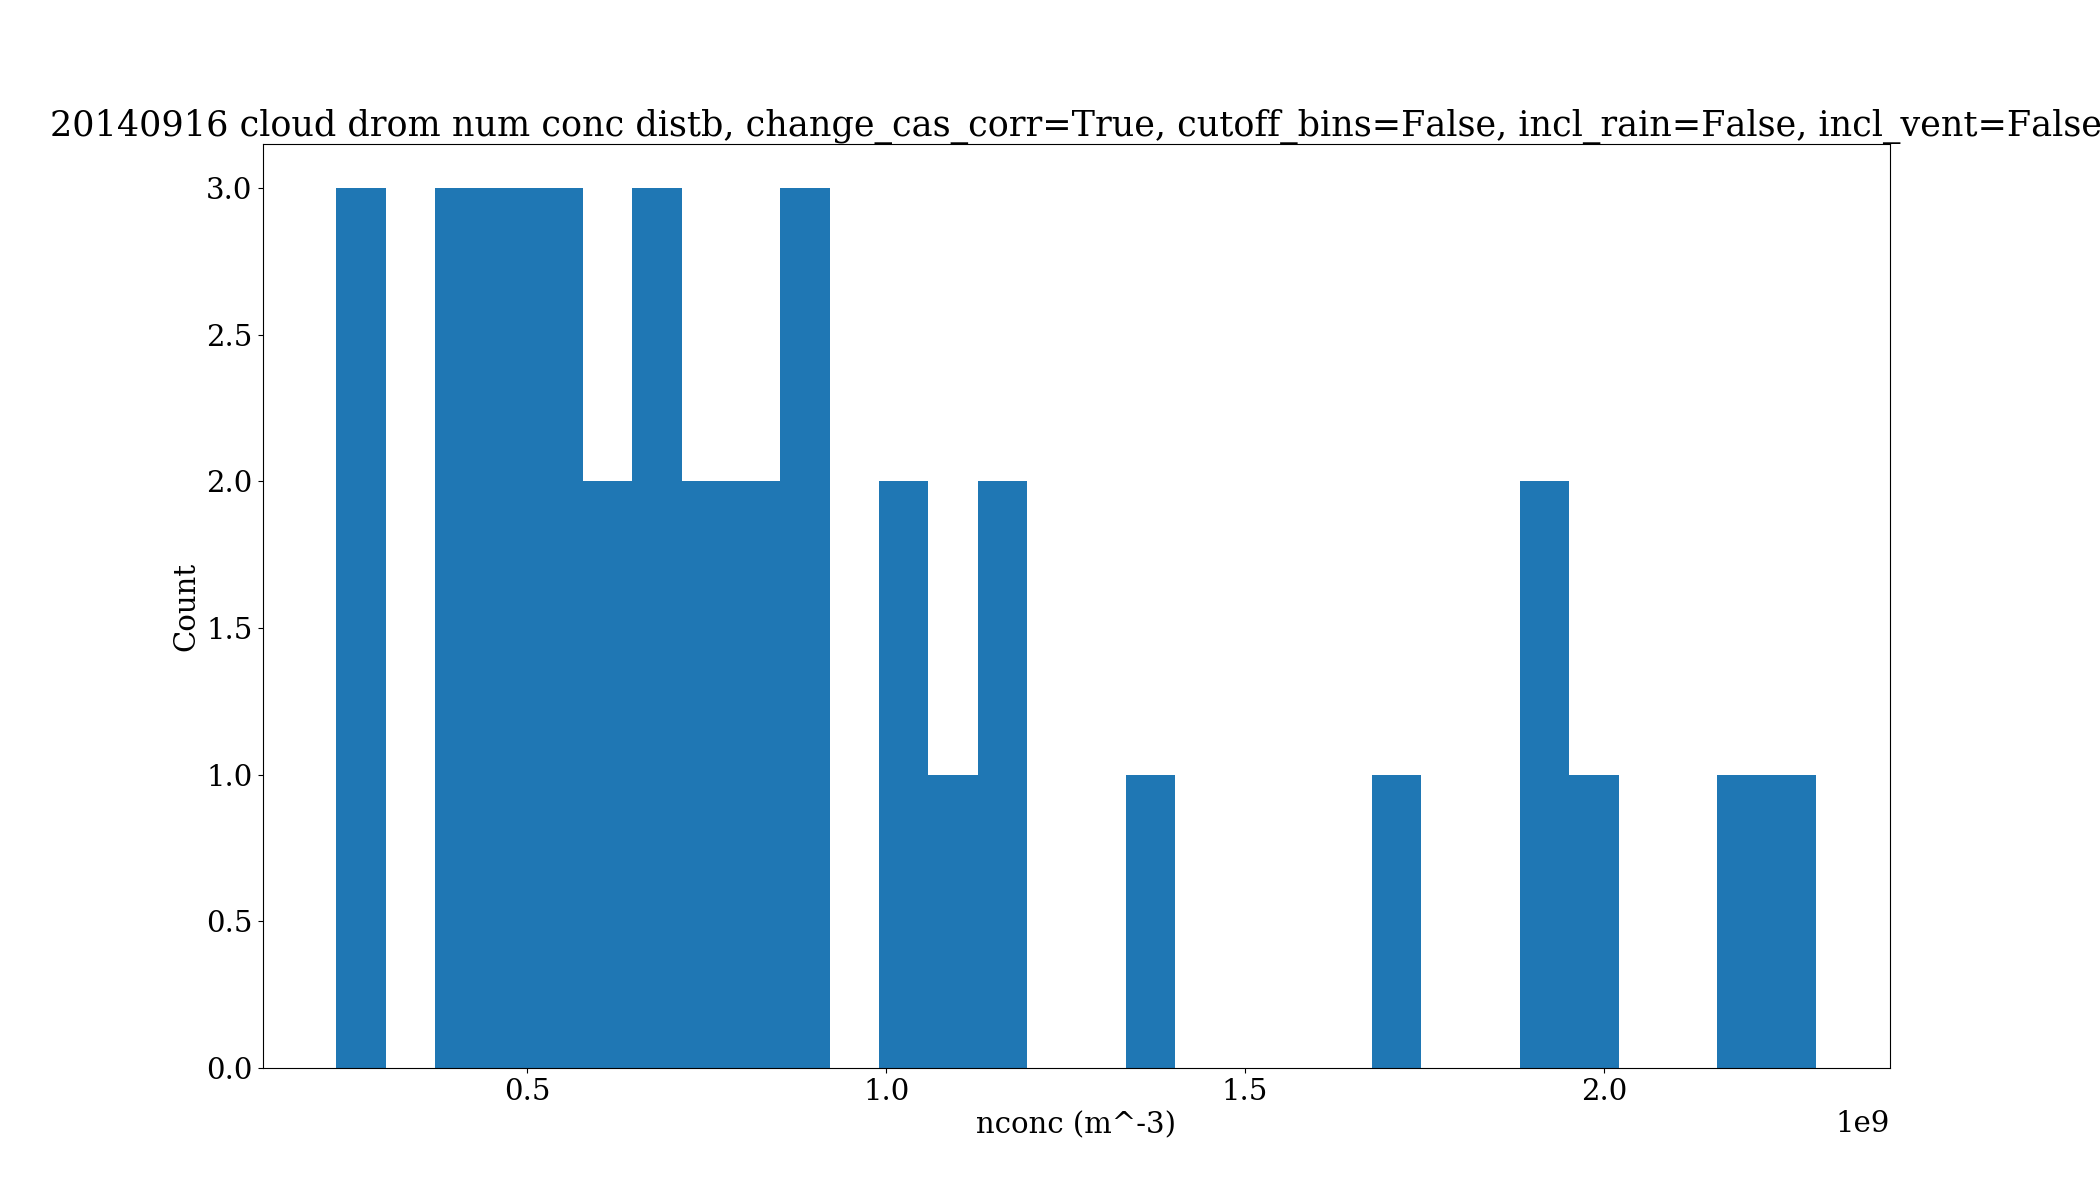 20140916 cloud drom num conc distb, change_cas_corr=True, cutoff_bins=False, incl_rain=False, incl_vent=False
3.0
2.5
2.0
1.5
1.0
0.5
0.0
Count
0.5 1.0 1.5 2.0
nconc (m^-3)
1e9